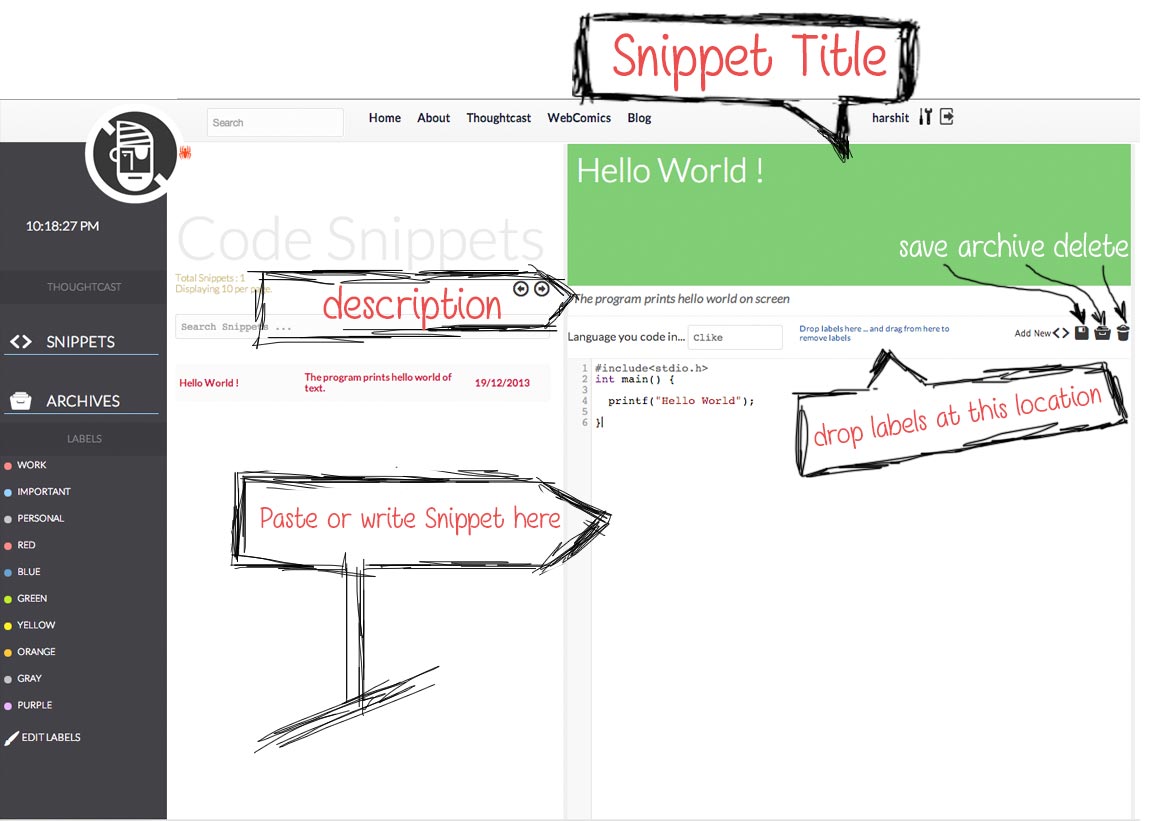 Snippet Title
Search
Home About Thoughtcast WebComics Blog
harshit
10:18:27 PM
THOUGHTCAST
SNIPPETS
ARCHIVES
LABELS
WORK
IMPORTANT
PERSONAL
RED
BLUE
GREEN
YELLOW
ORANGE
GRAY
PURPLE
EDIT LABELS
Code Snippets
Total Snippets : 1
Displaying 10 per page.
description
Search Snippets ...
Hello World ! The program prints hello world of 19/12/2013
text.
Paste or write Snippet here
Hello World !
save archive delete
The program prints hello world on screen
Language you code in... Clike
Drop labels here ... and drag from here to
remove labels
Add New
1 #include<stdio.h>
2 int main() {
3
4 printf("Hello World");
5
6 }
drop labels at this location